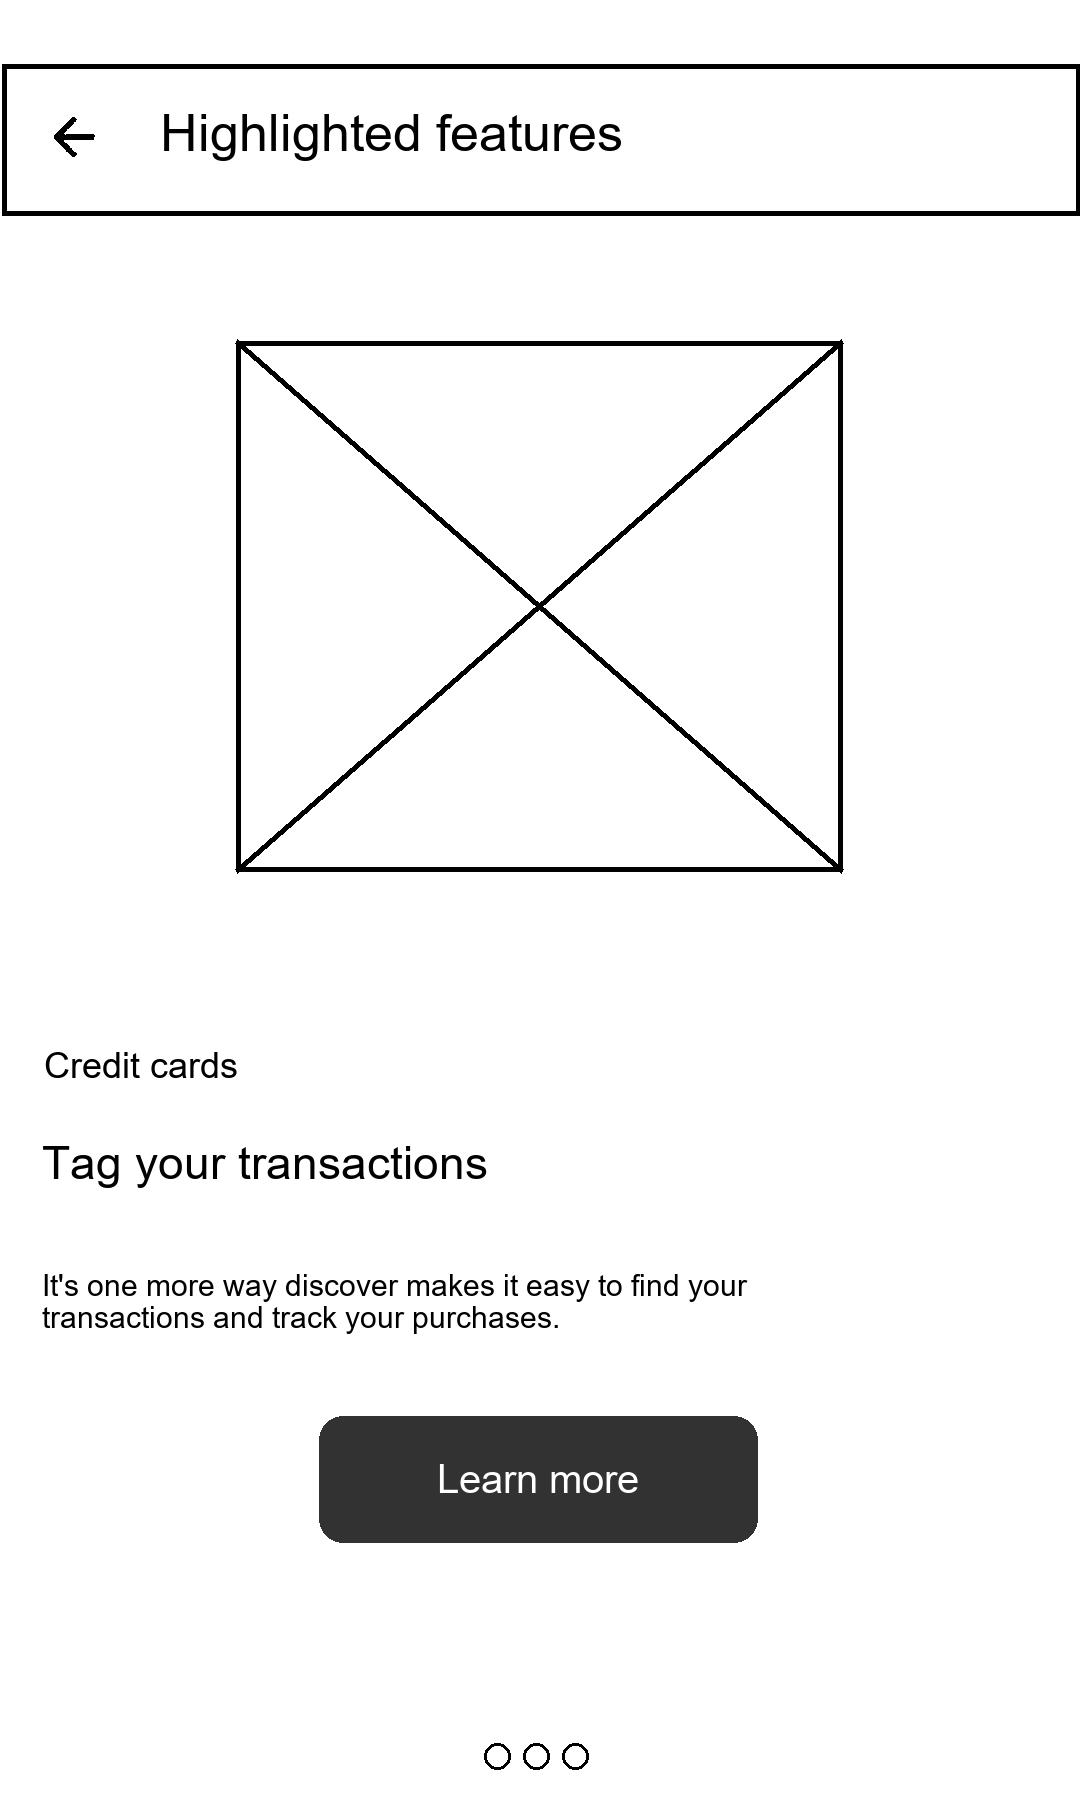 Highlighted features
Credit cards
Tag your transactions
It's one more way discover makes it easy to find your
transactions and track your purchases.
Learn more